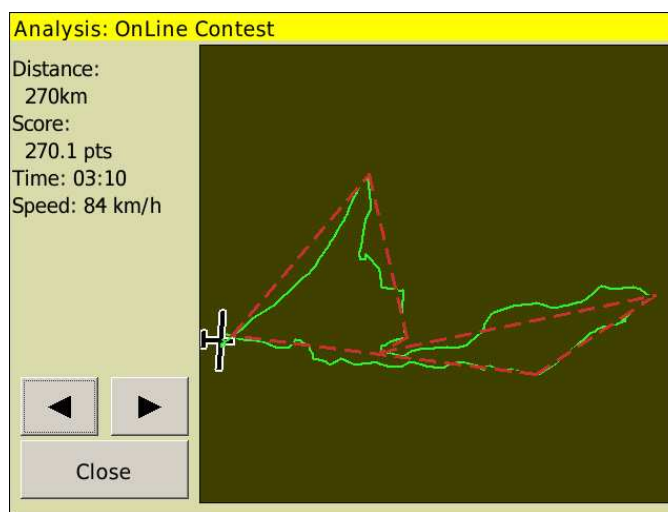 Analysis: OnLine Contest
Distance:
270km
Score:
270.1 pts
Time: 03:10
Speed: 84 km/h
Close